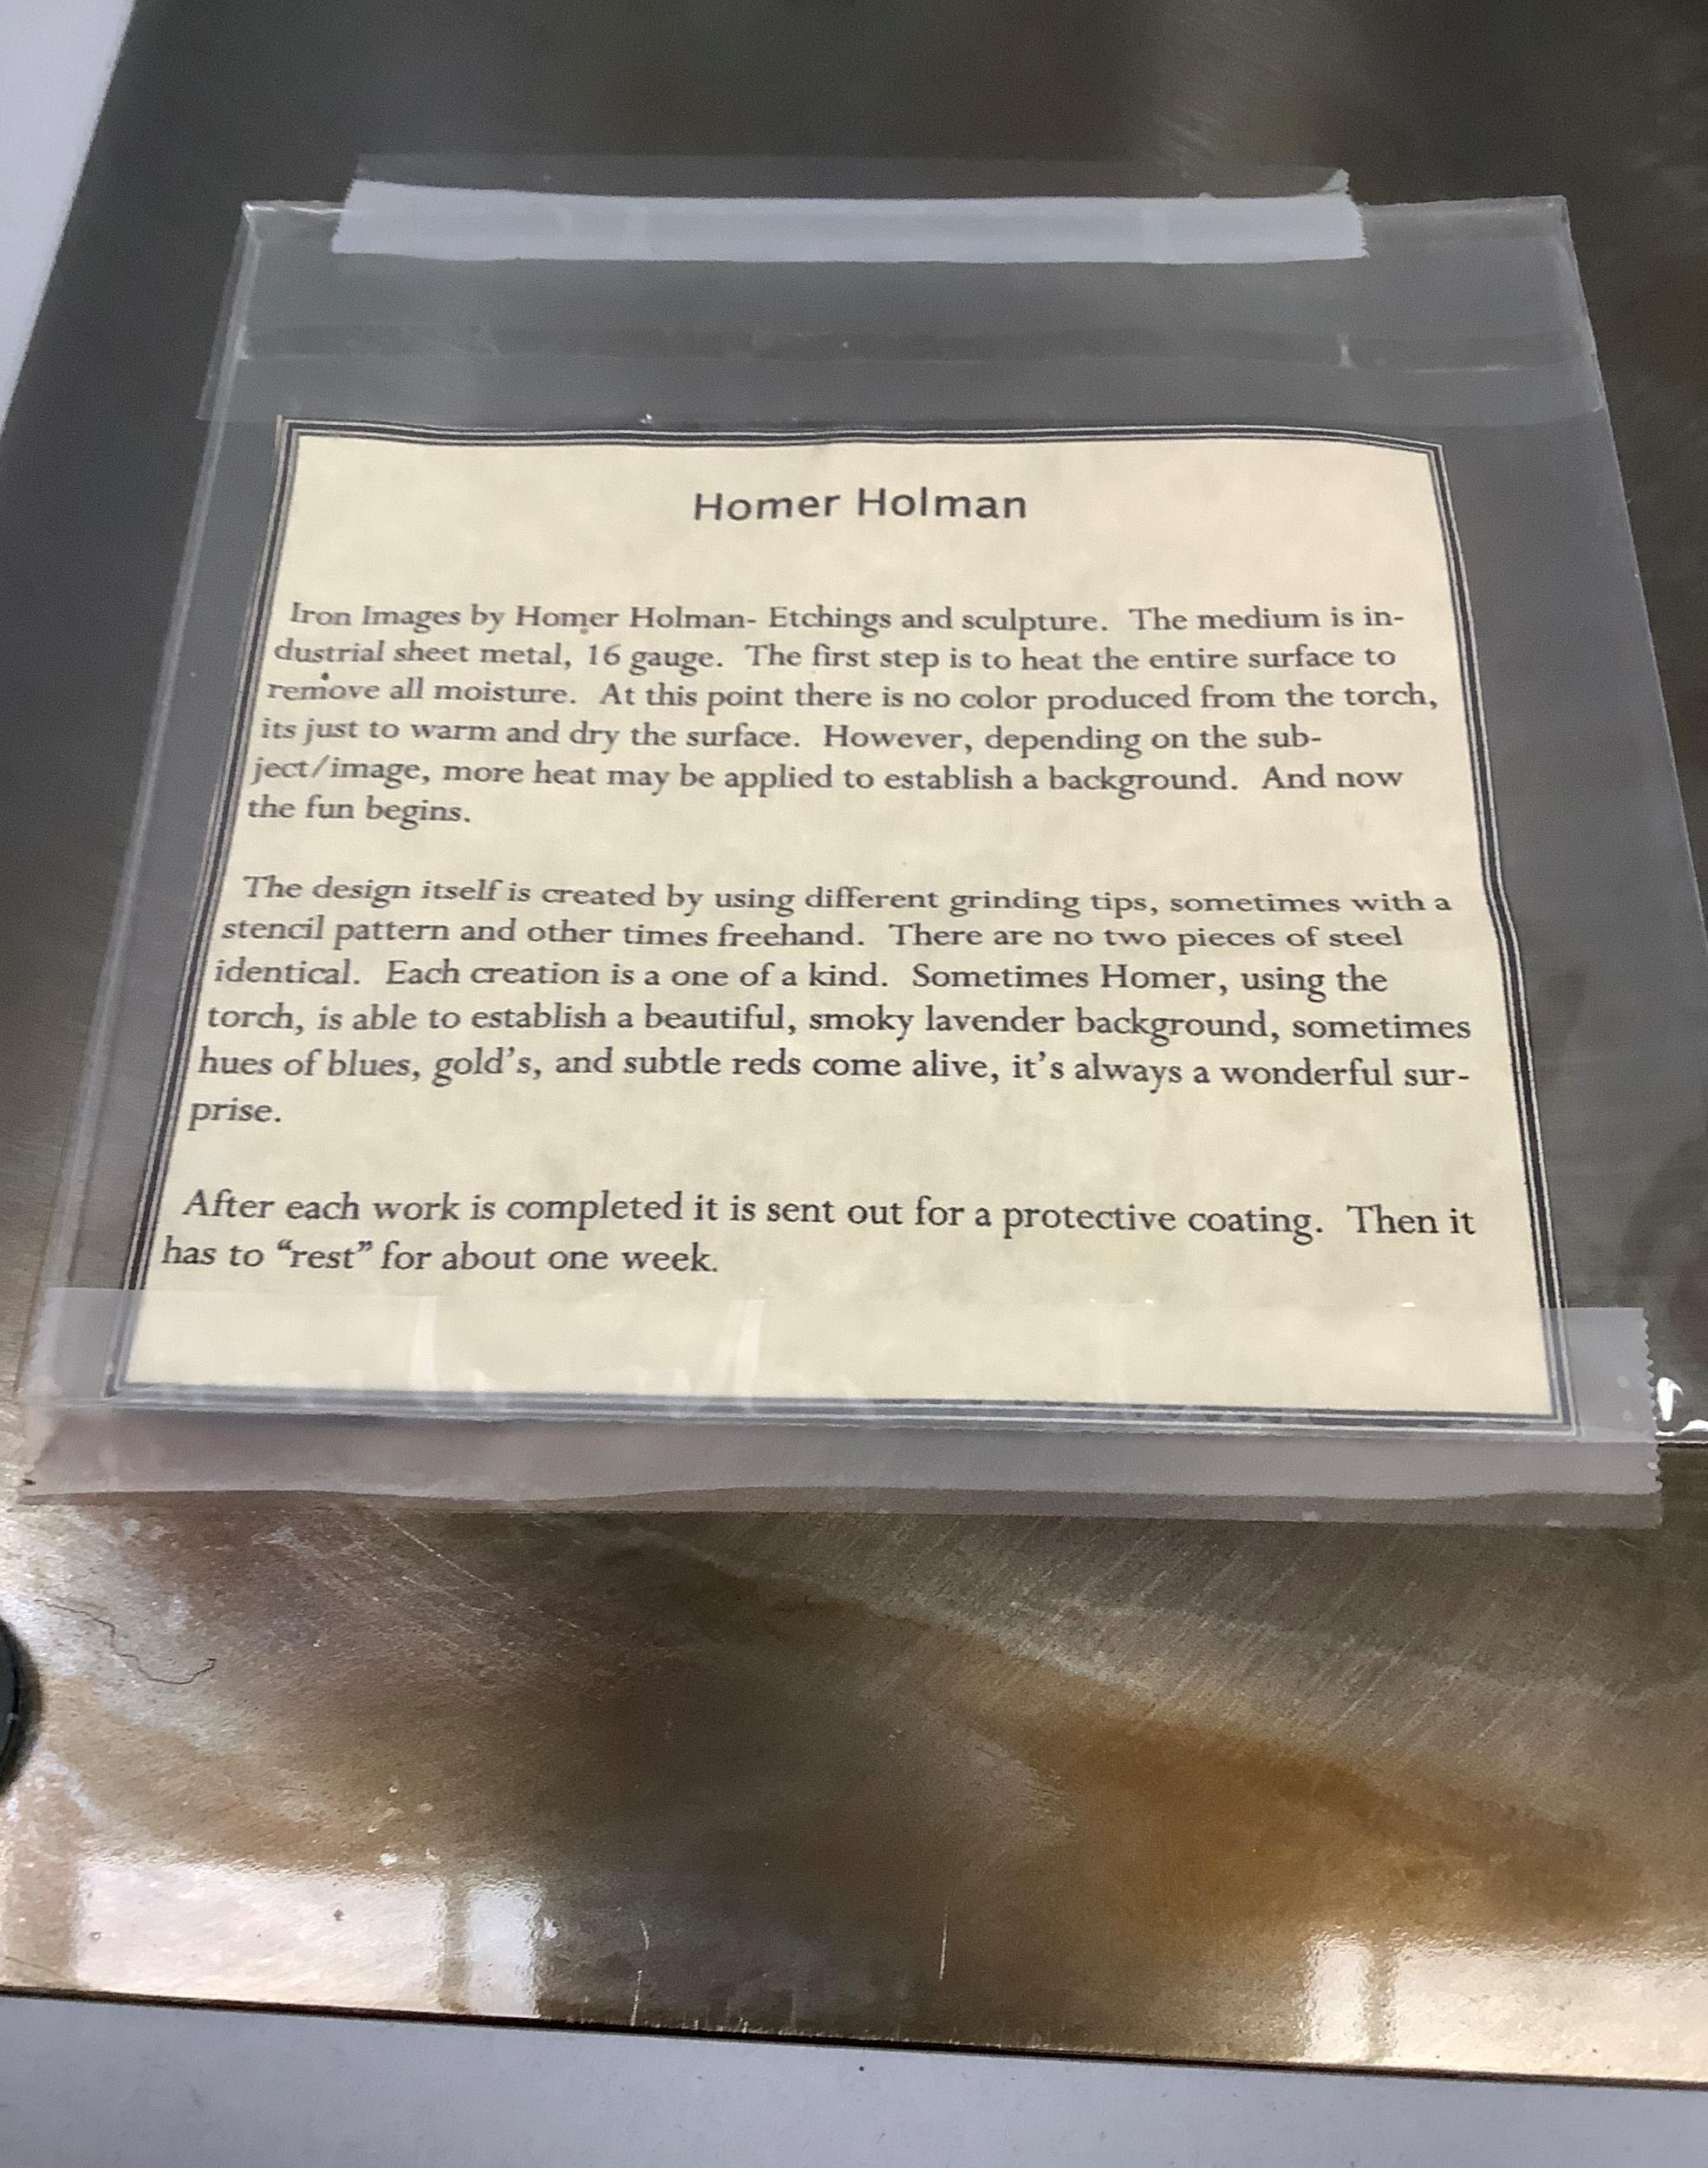 Homer Holman
Iron Images by Homer Holman- Etchings and sculpture. The medium is in-
dustrial sheet metal, 16 gauge. The first step is to heat the entire surface to
remove all moisture. At this point there is no color produced from the torch,
its just to warm and dry the surface. However, depending on the sub-
ject/image, more heat may be applied to establish a background. And now
the fun begins.
The design itself is created by using different grinding tips, sometimes with a
stencil pattern and other times freehand. There are no two pieces of steel
identical. Each creation is a one of a kind. Sometimes Homer, using the
torch, is able to establish a beautiful, smoky lavender background, sometimes
hues of blues, gold's, and subtle reds come alive, it's always a wonderful sur-
prise.
After each work is completed it is sent out for a protective coating. Then it
has to “rest” for about one week.